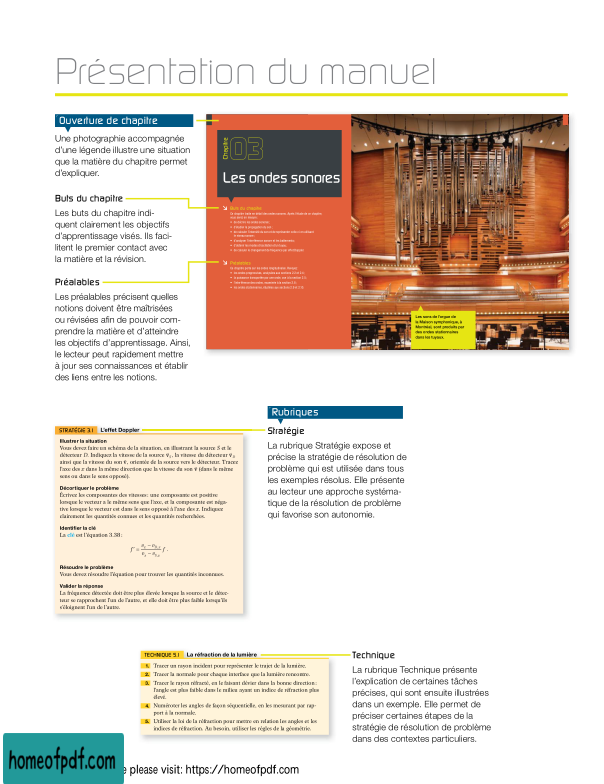 Présentation du manuel
Ouverture de chapitre
Une photographie accompagnée
d'une légende illustre une situation
que la matière du chapitre permet
d'expliquer.
Buts du chapitre
Les buts du chapitre indi-
quent clairement les objectifs
d'apprentissage visés. Ils faci-
litent le premier contact avec
la matière et la révision.
Préalables
Les préalables précisent quelles
notions doivent être maîtrisées
ou révisées afin de pouvoir com-
prendre la matière et d'atteindre
les objectifs d'apprentissage. Ainsi,
le lecteur peut rapidement mettre
à jour ses connaissances et établir
des liens entre les notions.
Chapitre
03
Les ondes sonores
Buts du chapitre
Préalables
Les sons de l'orgue de
la Maison symphonique, à
Montréal, sont produits par
des ondes stationnaires
dans les tuyaux.
Rubriques
Stratégie
La rubrique Stratégie expose et
précise la stratégie de résolution de
problème qui est utilisée dans tous
les exemples résolus. Elle présente
au lecteur une approche systéma-
tique de la résolution de problème
qui favorise son autonomie.
STRATÉGIE 3.1 L'effet Doppler
Illustrer la situation
Vous devez faire un schéma de la situation, en illustrant la source S et le
détecteur D. Indiquez la vitesse de la source v⃗s, la vitesse du détecteur v⃗d
ainsi que la vitesse du son v⃗, orientée de la source vers le détecteur. Tracez
l'axe des x dans la même direction que la vitesse du son v⃗ (dans le même
sens ou dans le sens opposé).
Décortiquer le problème
Écrivez les composantes des vitesses: une composante est positive
lorsque le vecteur a le même sens que l'axe, et la composante est néga-
tive lorsque le vecteur est dans le sens opposé à l'axe des x. Indiquez
clairement les quantités connues et les quantités recherchées.
Identifier la clé
La clé est l'équation 3.58:
Résoudre le problème
Vous devez résoudre l'équation pour trouver les quantités inconnues.
Valider la réponse
La fréquence détectée doit être plus élevée lorsque la source et le détec-
teur se rapprochent l'un de l'autre, et elle doit être plus faible lorsqu'ils
s'éloignent l'un de l'autre.
TECHNIQUE 5.1 La réfraction de la lumière
1. Tracer un rayon incident pour représenter le trajet de la lumière.
2. Tracer la normale pour chaque interface que la lumière rencontre.
3. Tracer le rayon réfracté, en le faisant dévier dans la bonne direction:
l'angle est plus faible dans le milieu ayant un indice de réfraction plus
élevé.
4. Numéroter les angles de façon séquentielle, en les mesurant par rap-
port à la normale.
5. Utiliser la loi de la réfraction pour mettre en relation les angles et les
indices de réfraction. Au besoin, utiliser les règles de la géométrie.
Technique
La rubrique Technique présente
l'explication de certaines tâches
précises, qui sont ensuite illustrées
dans un exemple. Elle permet de
préciser certaines étapes de la
stratégie de résolution de problème
dans des contextes particuliers.
homeofpdf.com
e please visit: https://homeofpdf.com